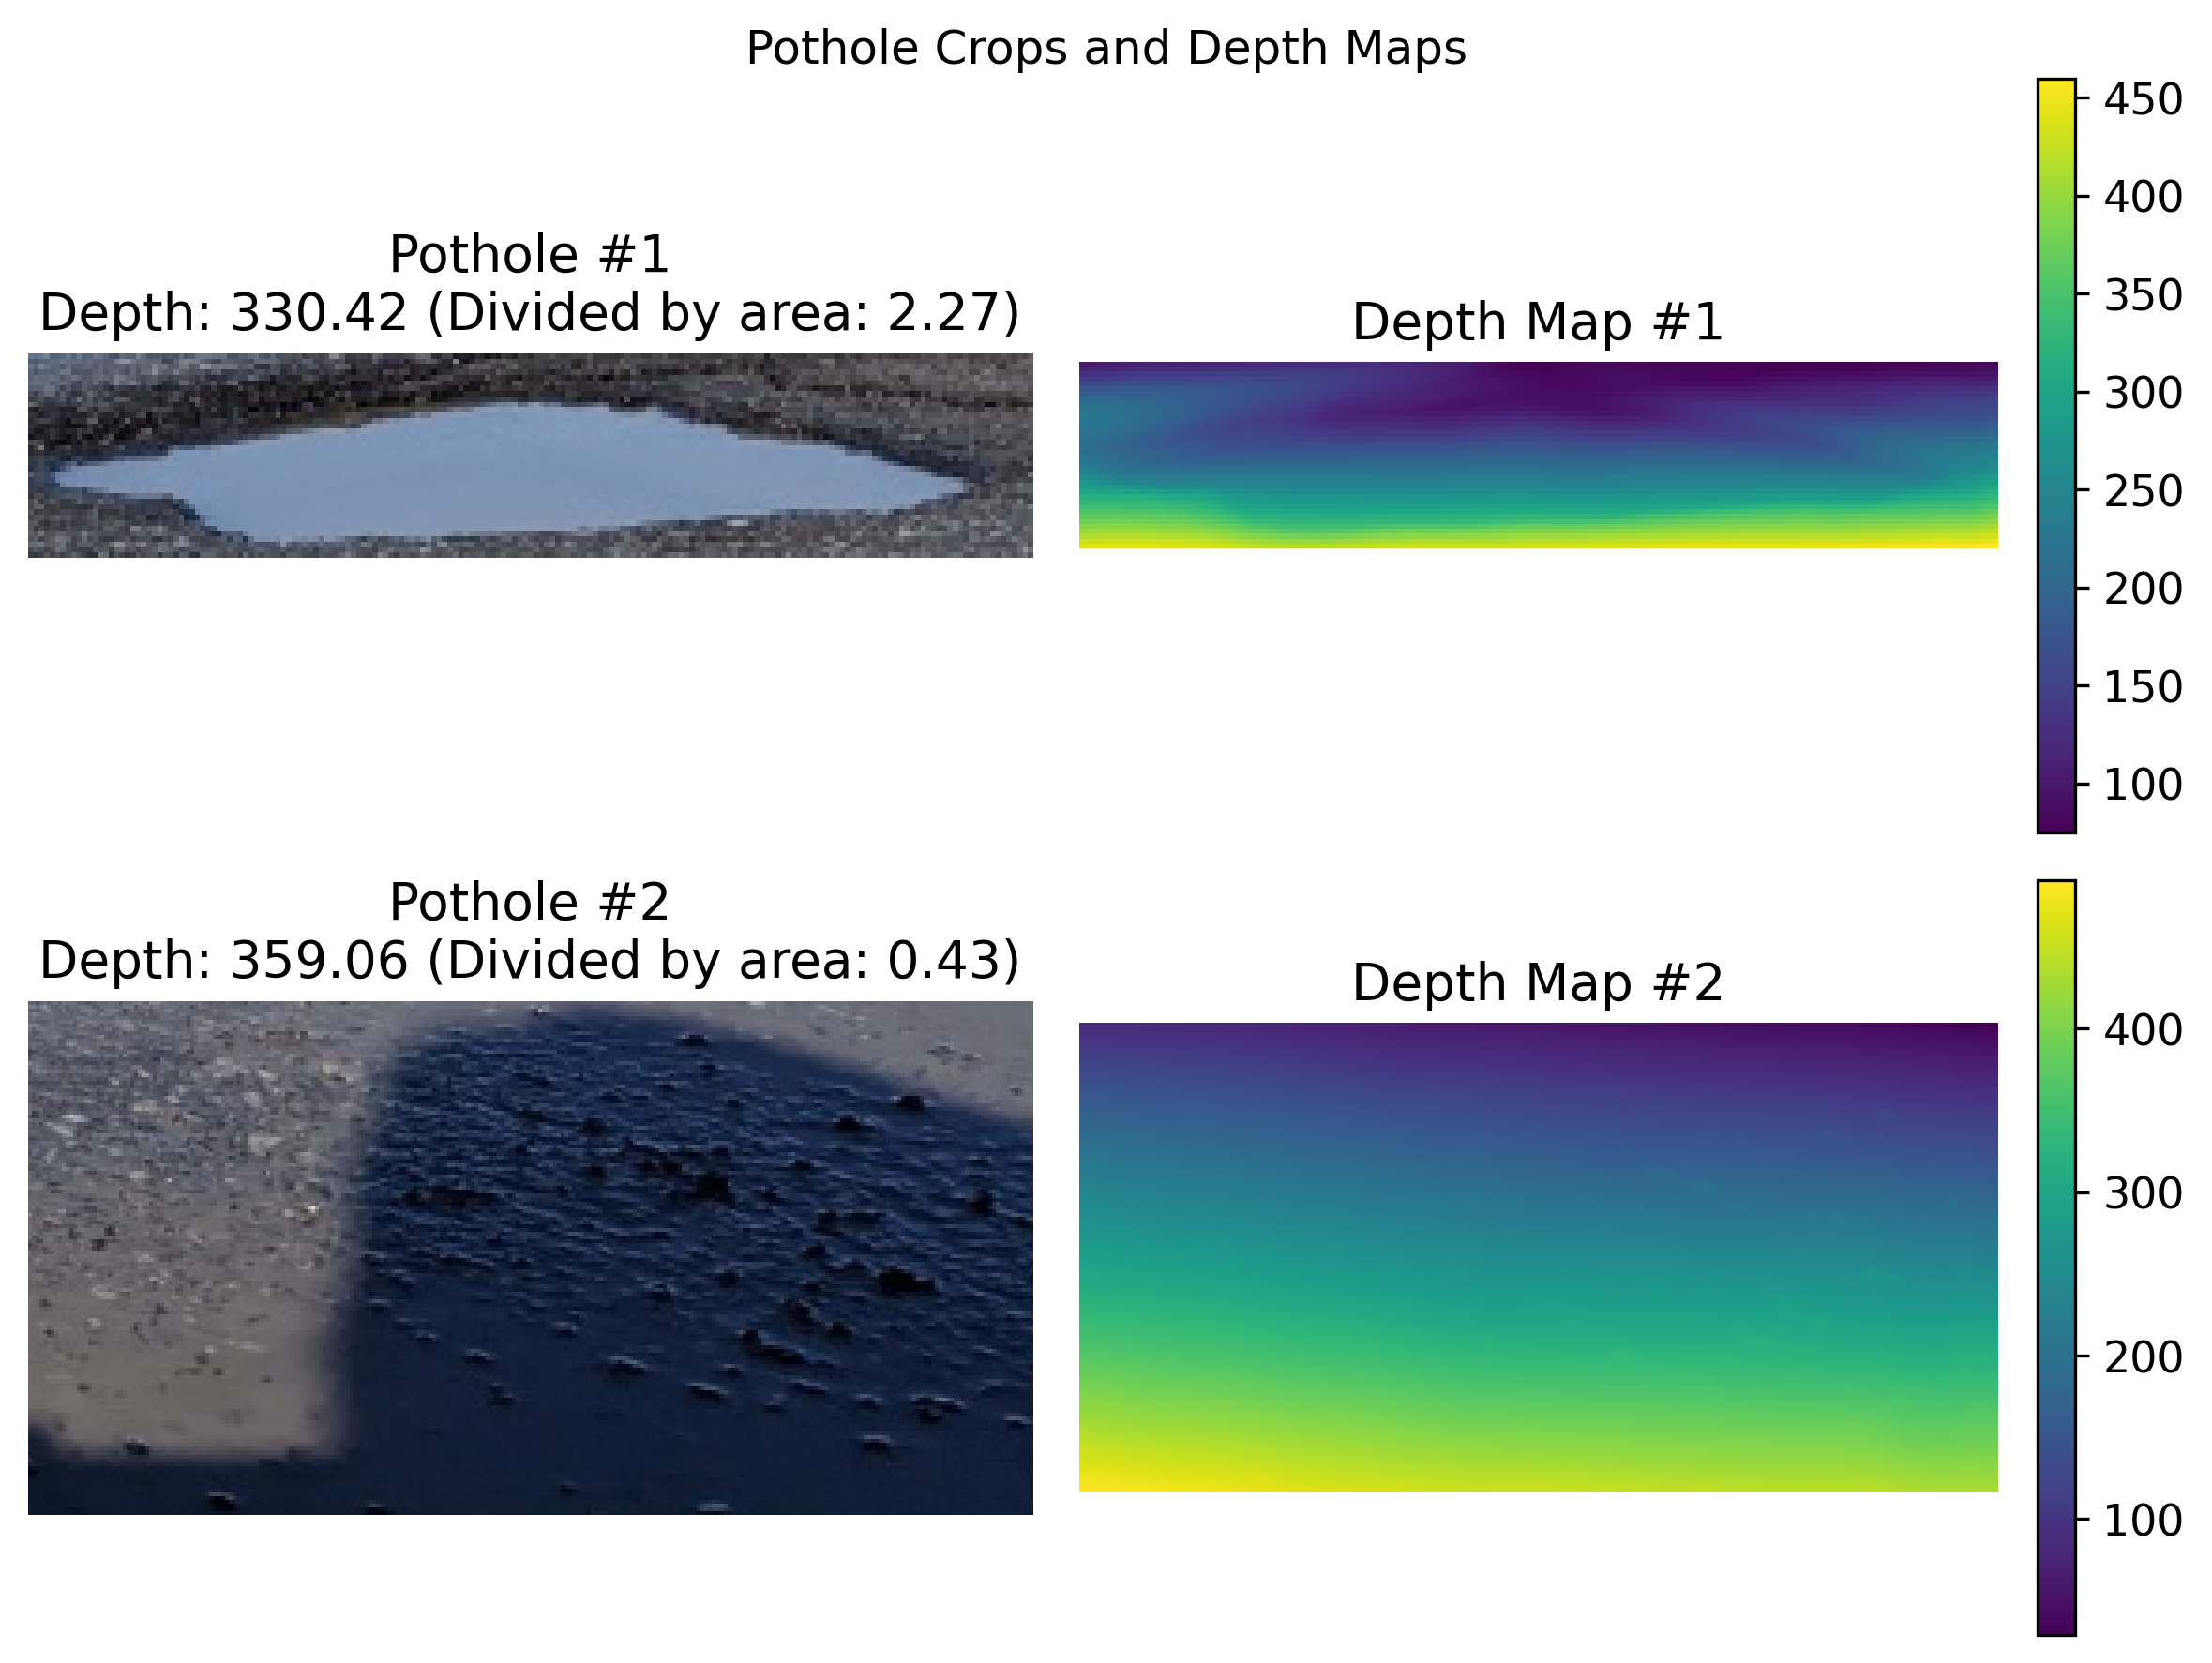 Pothole Crops and Depth Maps
Pothole #1
Depth: 330.42 (Divided by area: 2.27)
Depth Map #1
450
400
350
300
250
200
150
100
Pothole #2
Depth: 359.06 (Divided by area: 0.43)
Depth Map #2
400
300
200
100